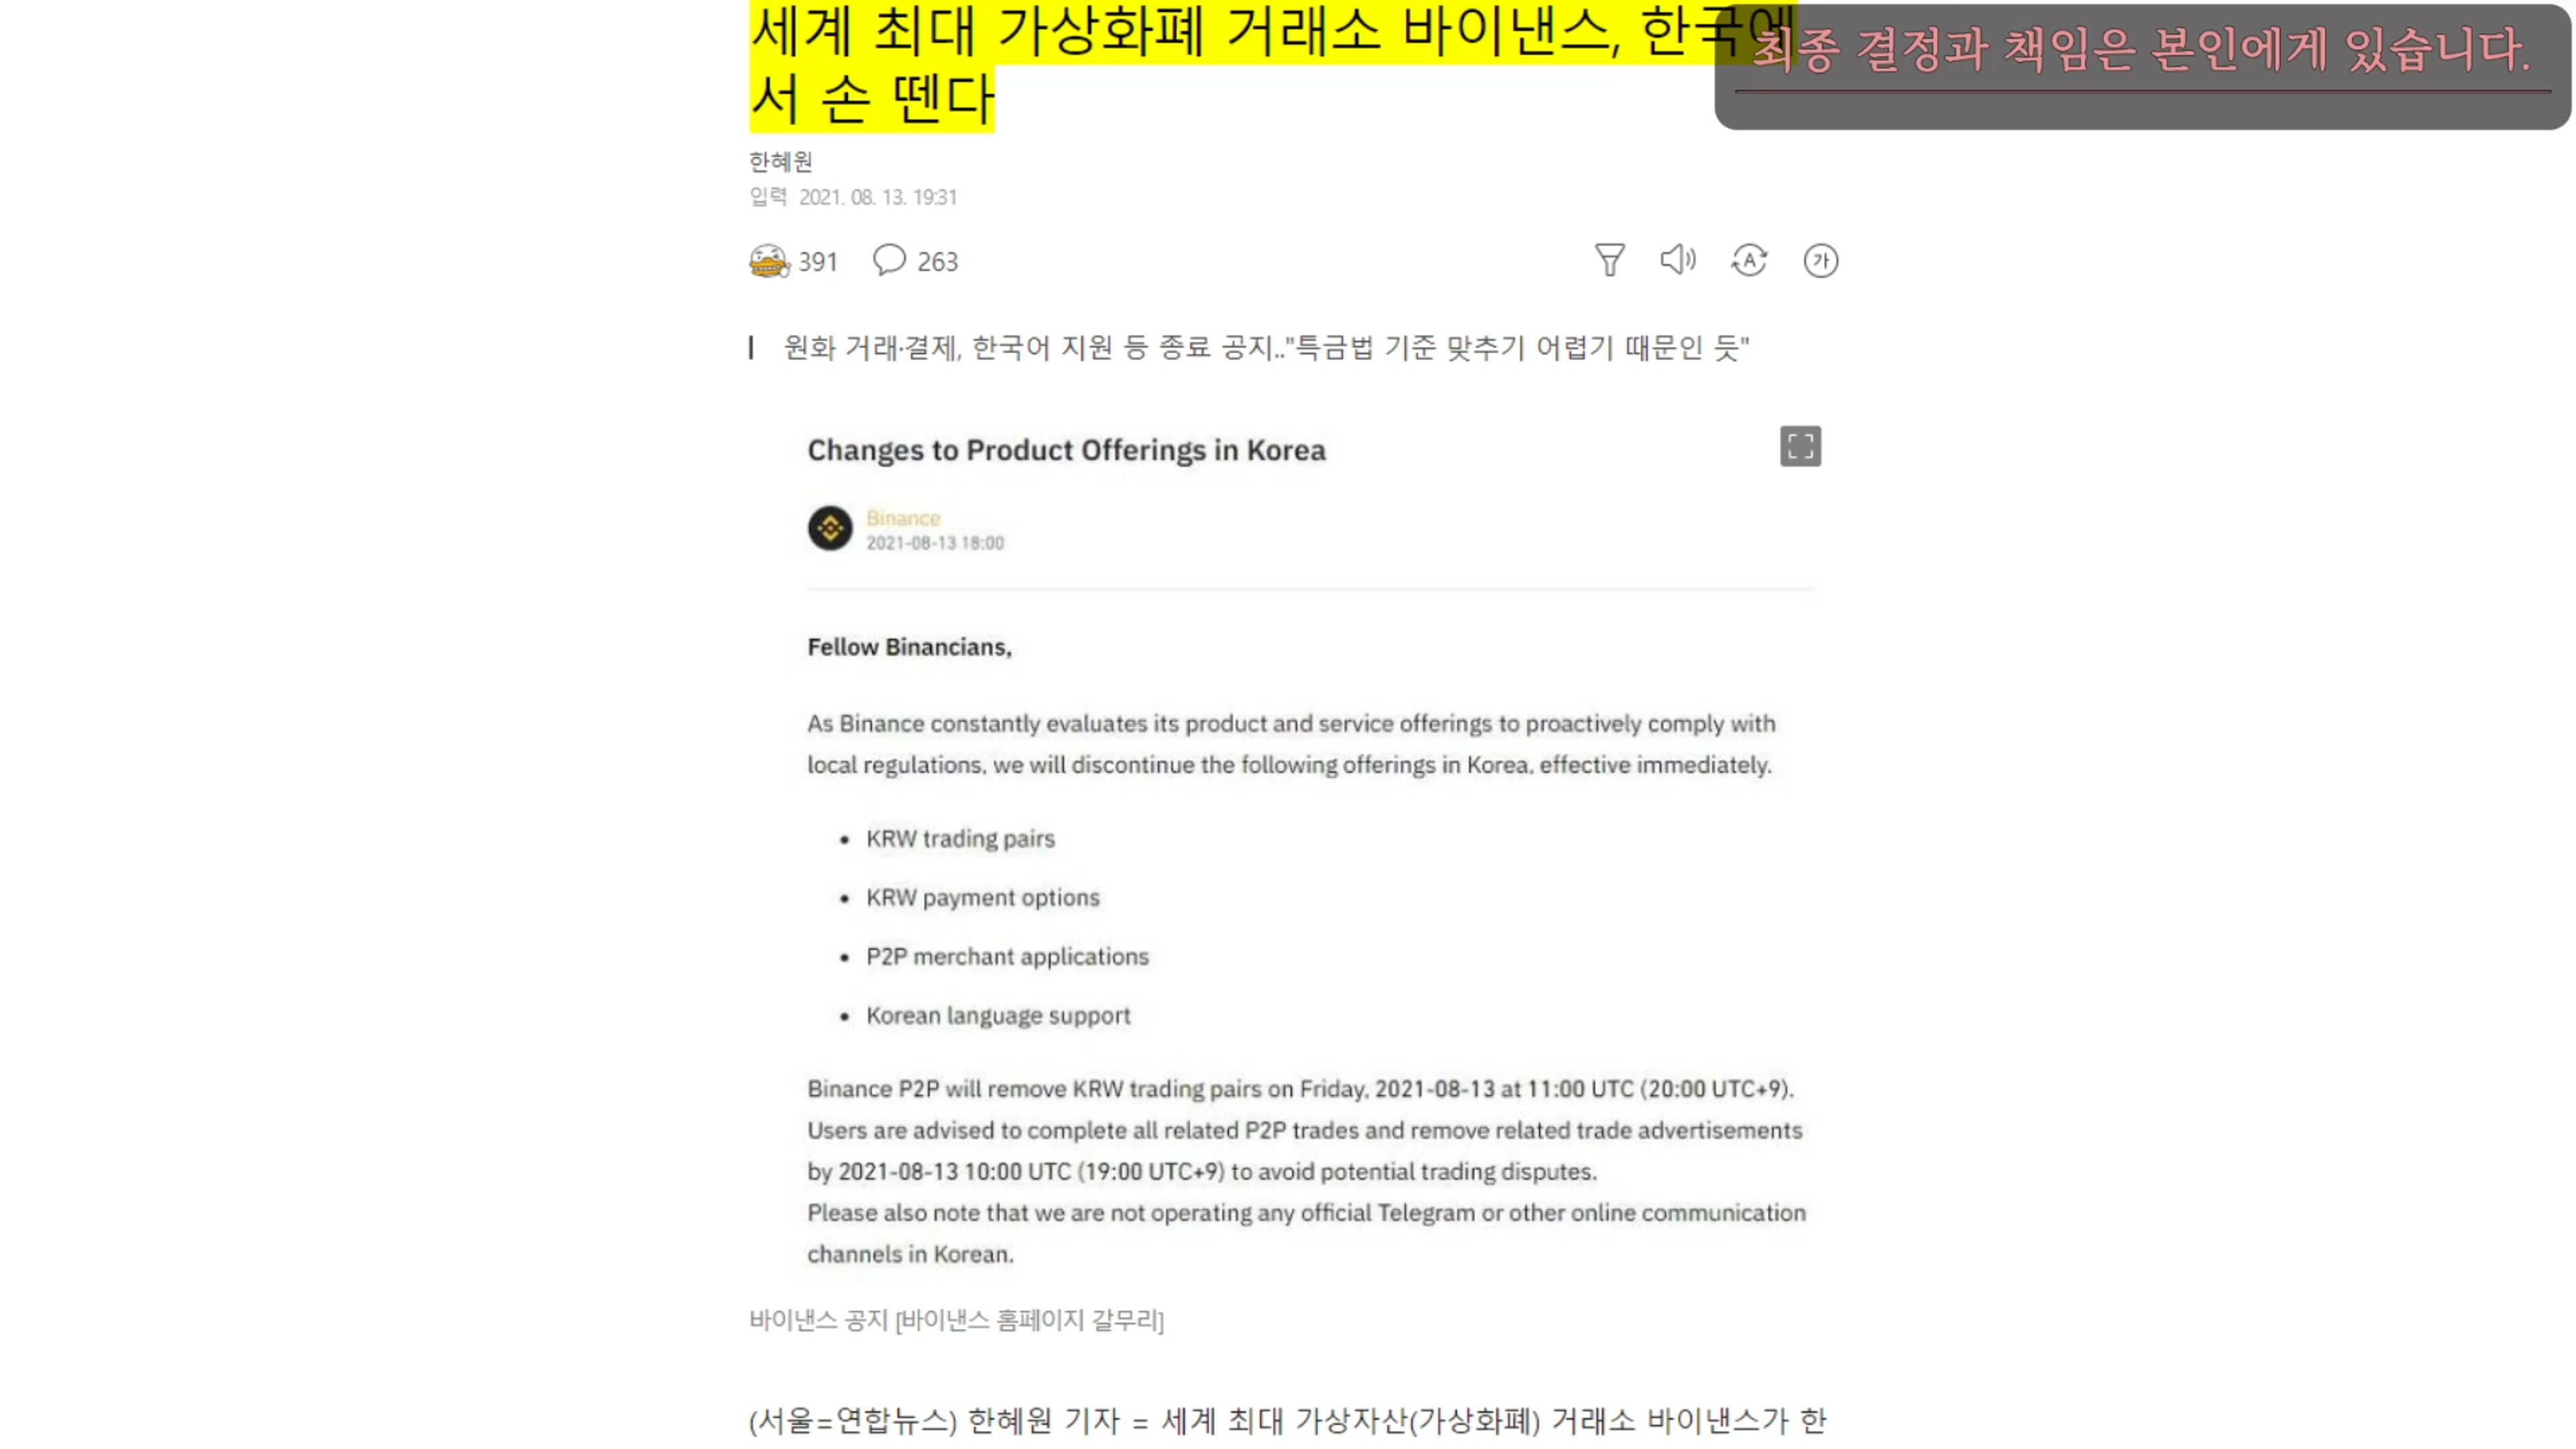 세계 최대 가상화폐 거래소 바이낸스, 한국에
서 손 뗀다
최종 결정과 책임은 본인에게 있습니다.
한혜원
입력 2021. 08. 13. 19:31
391 263
A 가
원화 거래·결제, 한국어 지원 등 종료 공지.."특금법 기준 맞추기 어렵기 때문인 듯"
Changes to Product Offerings in Korea
Binance
2021-08-13 18:00
Fellow Binancians,
As Binance constantly evaluates its product and service offerings to proactively comply with
local regulations, we will discontinue the following offerings in Korea, effective immediately.
• KRW trading pairs
• KRW payment options
• P2P merchant applications
• Korean language support
Binance P2P will remove KRW trading pairs on Friday, 2021-08-13 at 11:00 UTC (20:00 UTC+9).
Users are advised to complete all related P2P trades and remove related trade advertisements
by 2021-08-13 10:00 UTC (19:00 UTC+9) to avoid potential trading disputes.
Please also note that we are not operating any official Telegram or other online communication
channels in Korean.
바이낸스 공지 [바이낸스 홈페이지 갈무리]
(서울=연합뉴스) 한혜원 기자 = 세계 최대 가상자산(가상화폐) 거래소 바이낸스가 한